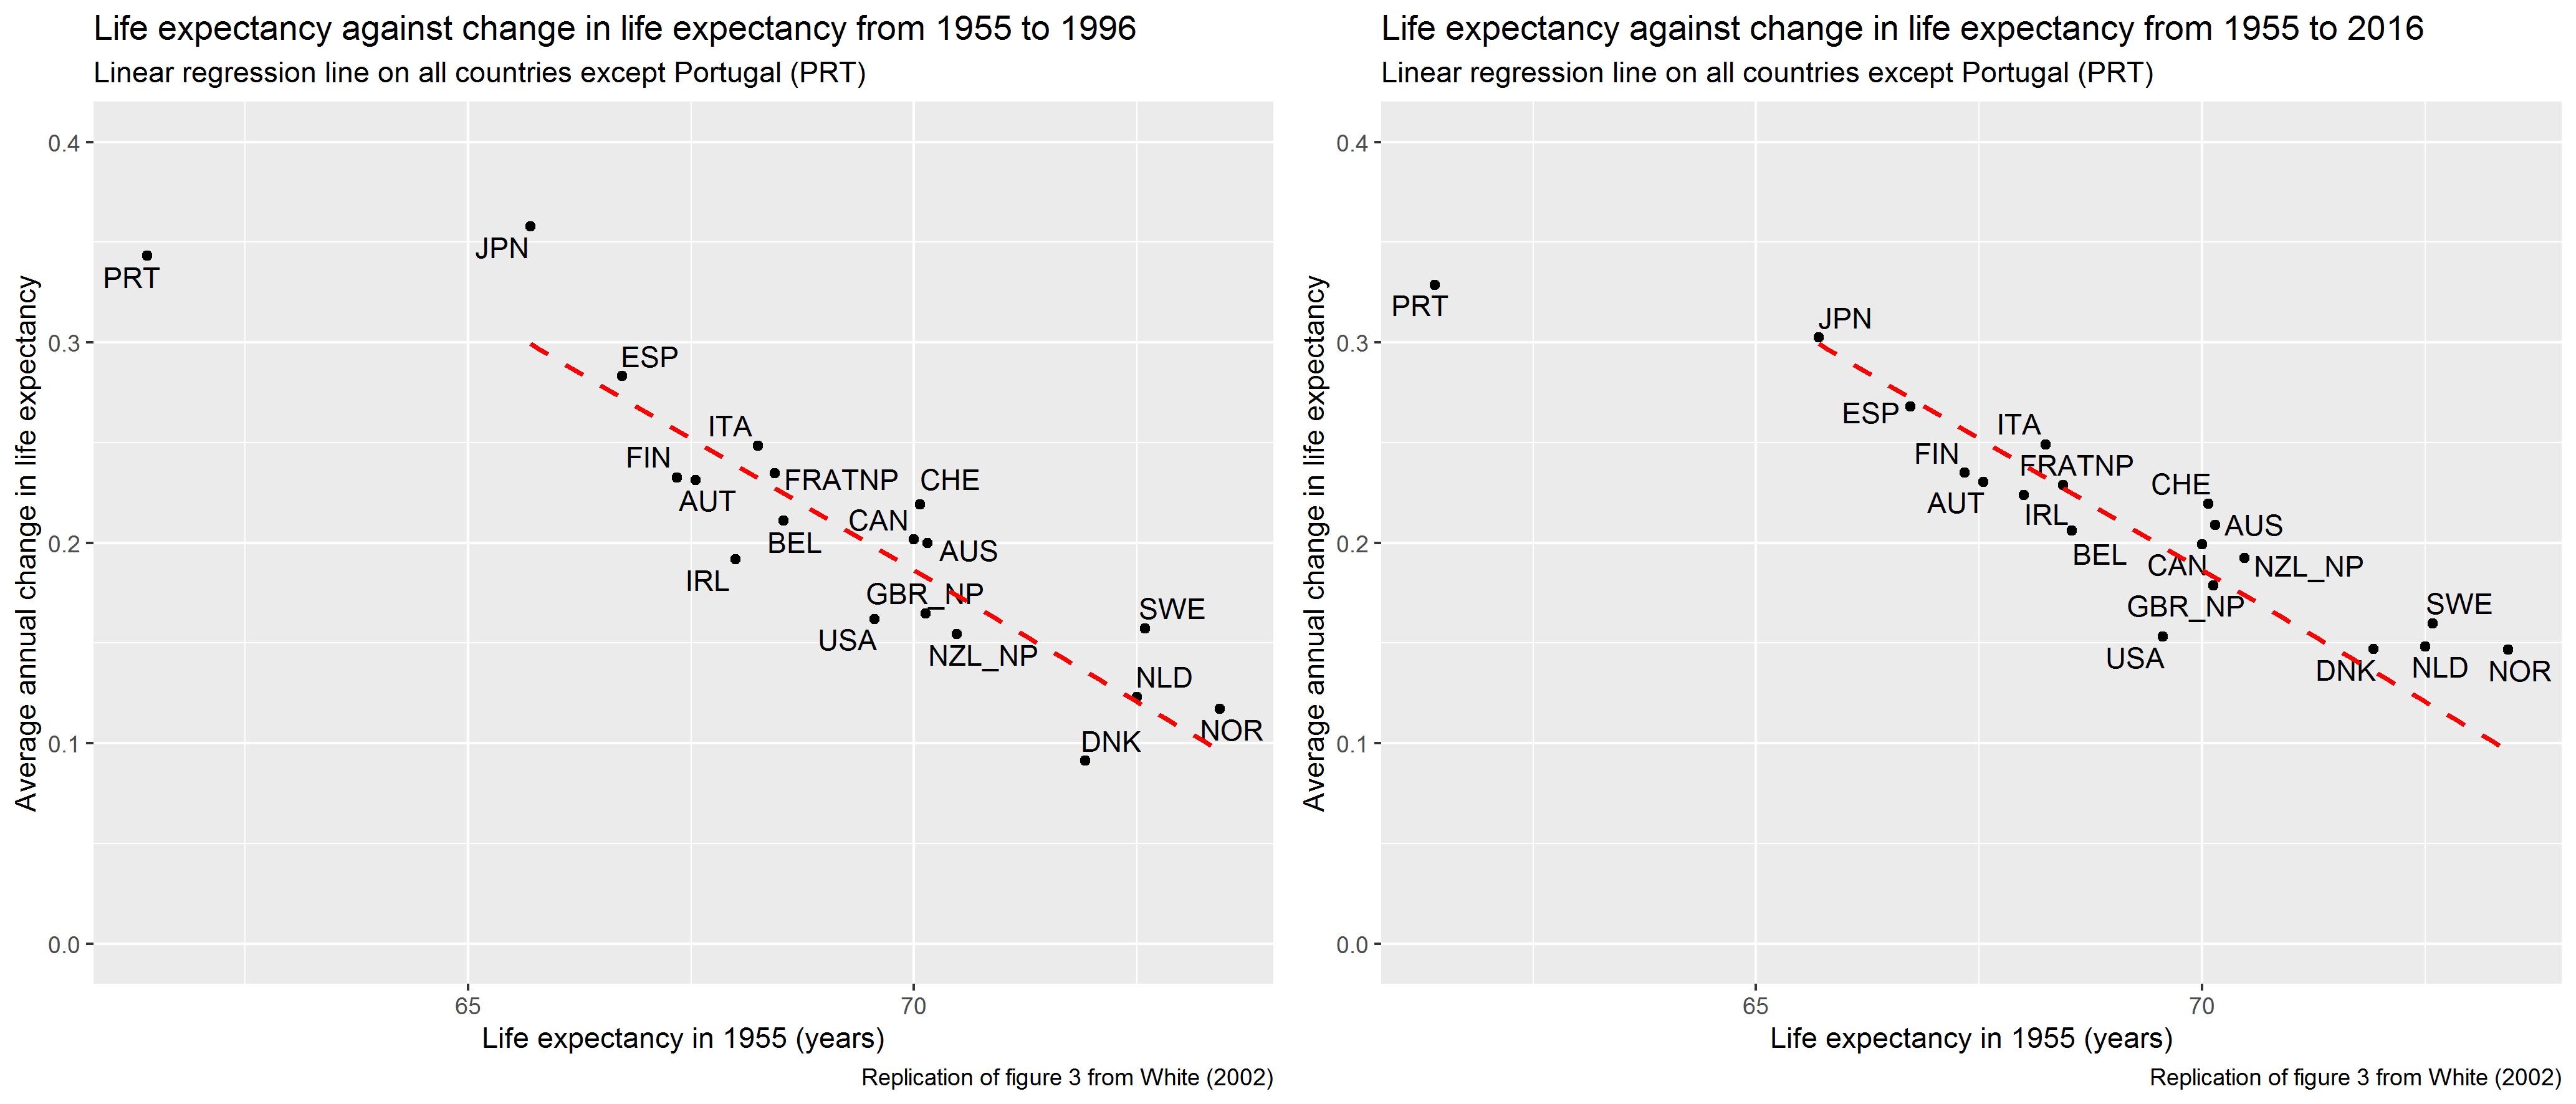 Life expectancy against change in life expectancy from 1955 to 1996
Linear regression line on all countries except Portugal (PRT)
Average annual change in life expectancy
0.4
0.3
0.2
0.1
0.0
PRT
JPN
ESP
ITA
FIN
FRATNP
CHE
AUT
CAN
BEL
AUS
IRL
GBR_NP
SWE
USA
NZL_NP
NLD
NOR
DNK
65
70
Life expectancy in 1955 (years)
Replication of figure 3 from White (2002)
Life expectancy against change in life expectancy from 1955 to 2016
Linear regression line on all countries except Portugal (PRT)
Average annual change in life expectancy
0.4
0.3
0.2
0.1
0.0
PRT
JPN
ESP
ITA
FIN
FRATNP
CHE
AUT
IRL
AUS
BEL
CAN
NZL_NP
GBR_NP
SWE
USA
DNK
NLD
NOR
65
70
Life expectancy in 1955 (years)
Replication of figure 3 from White (2002)